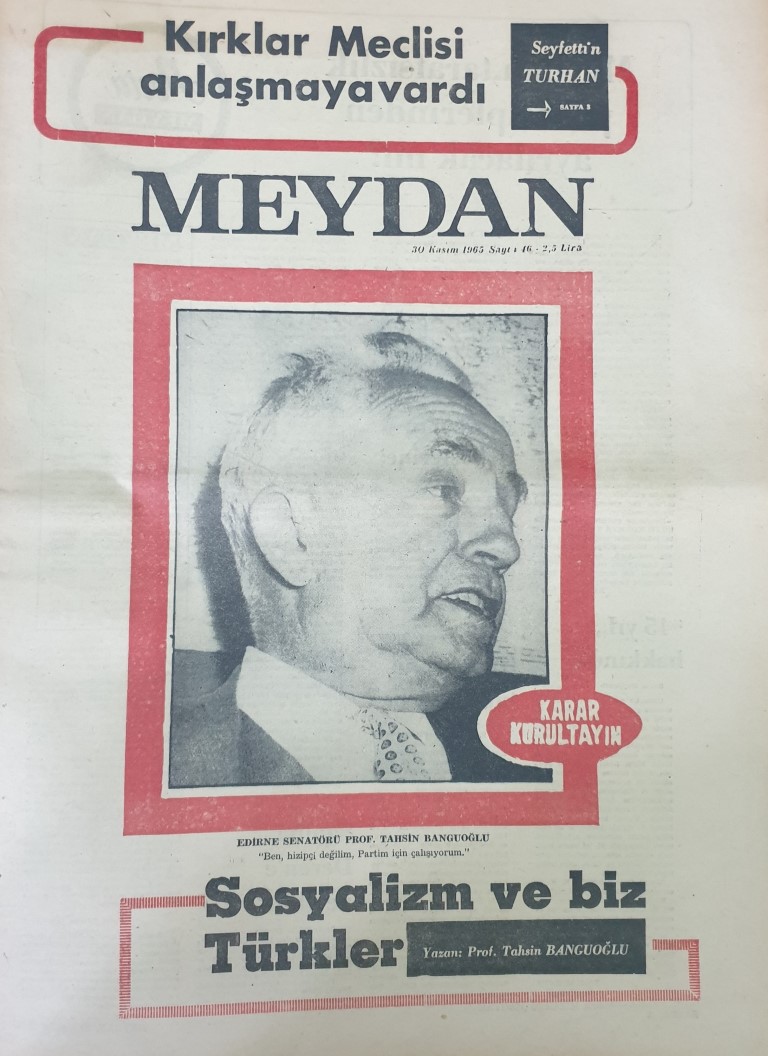 Kırklar Meclisi
anlaşmaya vardı
Seyfettin
TURHAN
SAYFA 3
MEYDAN
30 Kasım 1965 Sayı : 46 - 2,5 Lira
KARAR
KURULTAYIN
EDİRNE SENATÖRÜ PROF. TAHSİN BANGUOĞLU
"Ben, hizipçi değilim, Partim için çalışıyorum."
Sosyalizm ve biz
Türkler
Yazan: Prof. Tahsin BANGUOĞLU